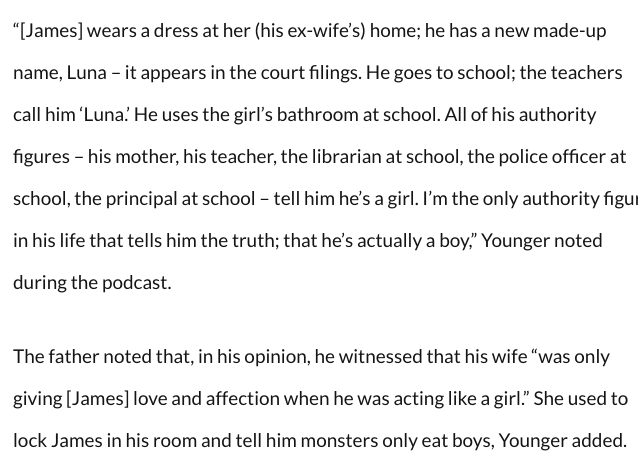 “[James] wears a dress at her (his ex-wife’s) home; he has a new made-up
name, Luna – it appears in the court filings. He goes to school; the teachers
call him ‘Luna.’ He uses the girl’s bathroom at school. All of his authority
figures – his mother, his teacher, the librarian at school, the police officer at
school, the principal at school – tell him he’s a girl. I’m the only authority figur
in his life that tells him the truth; that he’s actually a boy,” Younger noted
during the podcast.
The father noted that, in his opinion, he witnessed that his wife “was only
giving [James] love and affection when he was acting like a girl.” She used to
lock James in his room and tell him monsters only eat boys, Younger added.